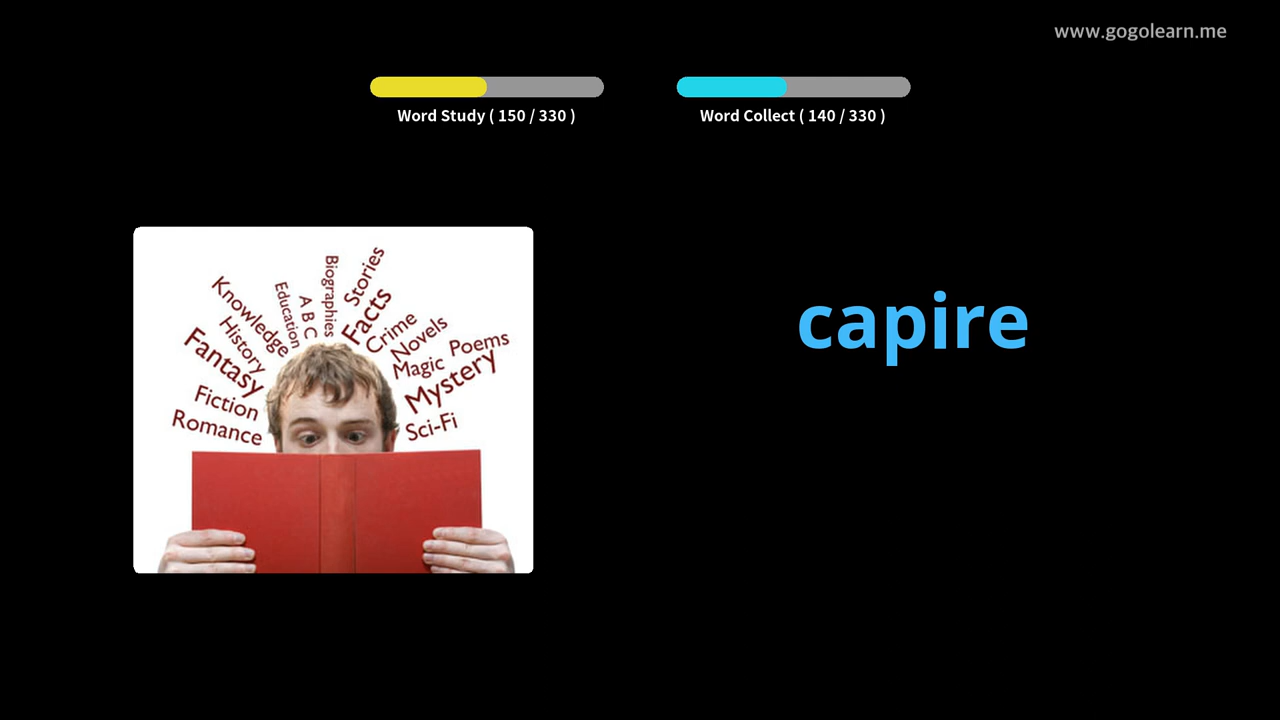 www.gogolearn.me
Word Study ( 150 / 330 )
Word Collect ( 140 / 330 )
Knowledge
Education
A B C
Biographies
Stories
Facts
History
Crime
Novels
Fantasy
Magic
Poems
Mystery
Fiction
Romance
Sci-Fi
capire